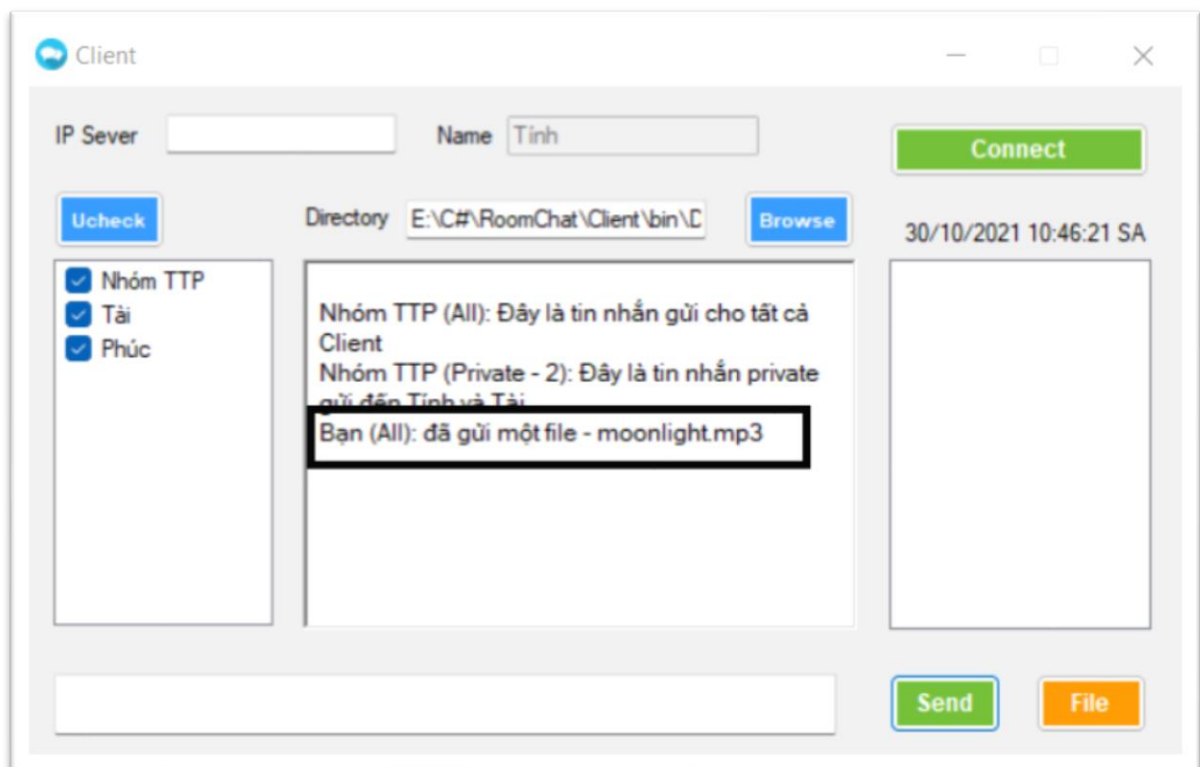 Client
IP Sever Name Tính Connect
Ucheck Directory E:\C#\RoomChat\Client\bin\D Browse 30/10/2021 10:46:21 SA
Nhóm TTP
Tài
Phúc
Nhóm TTP (All): Đây là tin nhắn gửi cho tất cả
Client
Nhóm TTP (Private - 2): Đây là tin nhắn private
gửi đến Tính và Tài
Bạn (All): đã gửi một file - moonlight.mp3
Send File